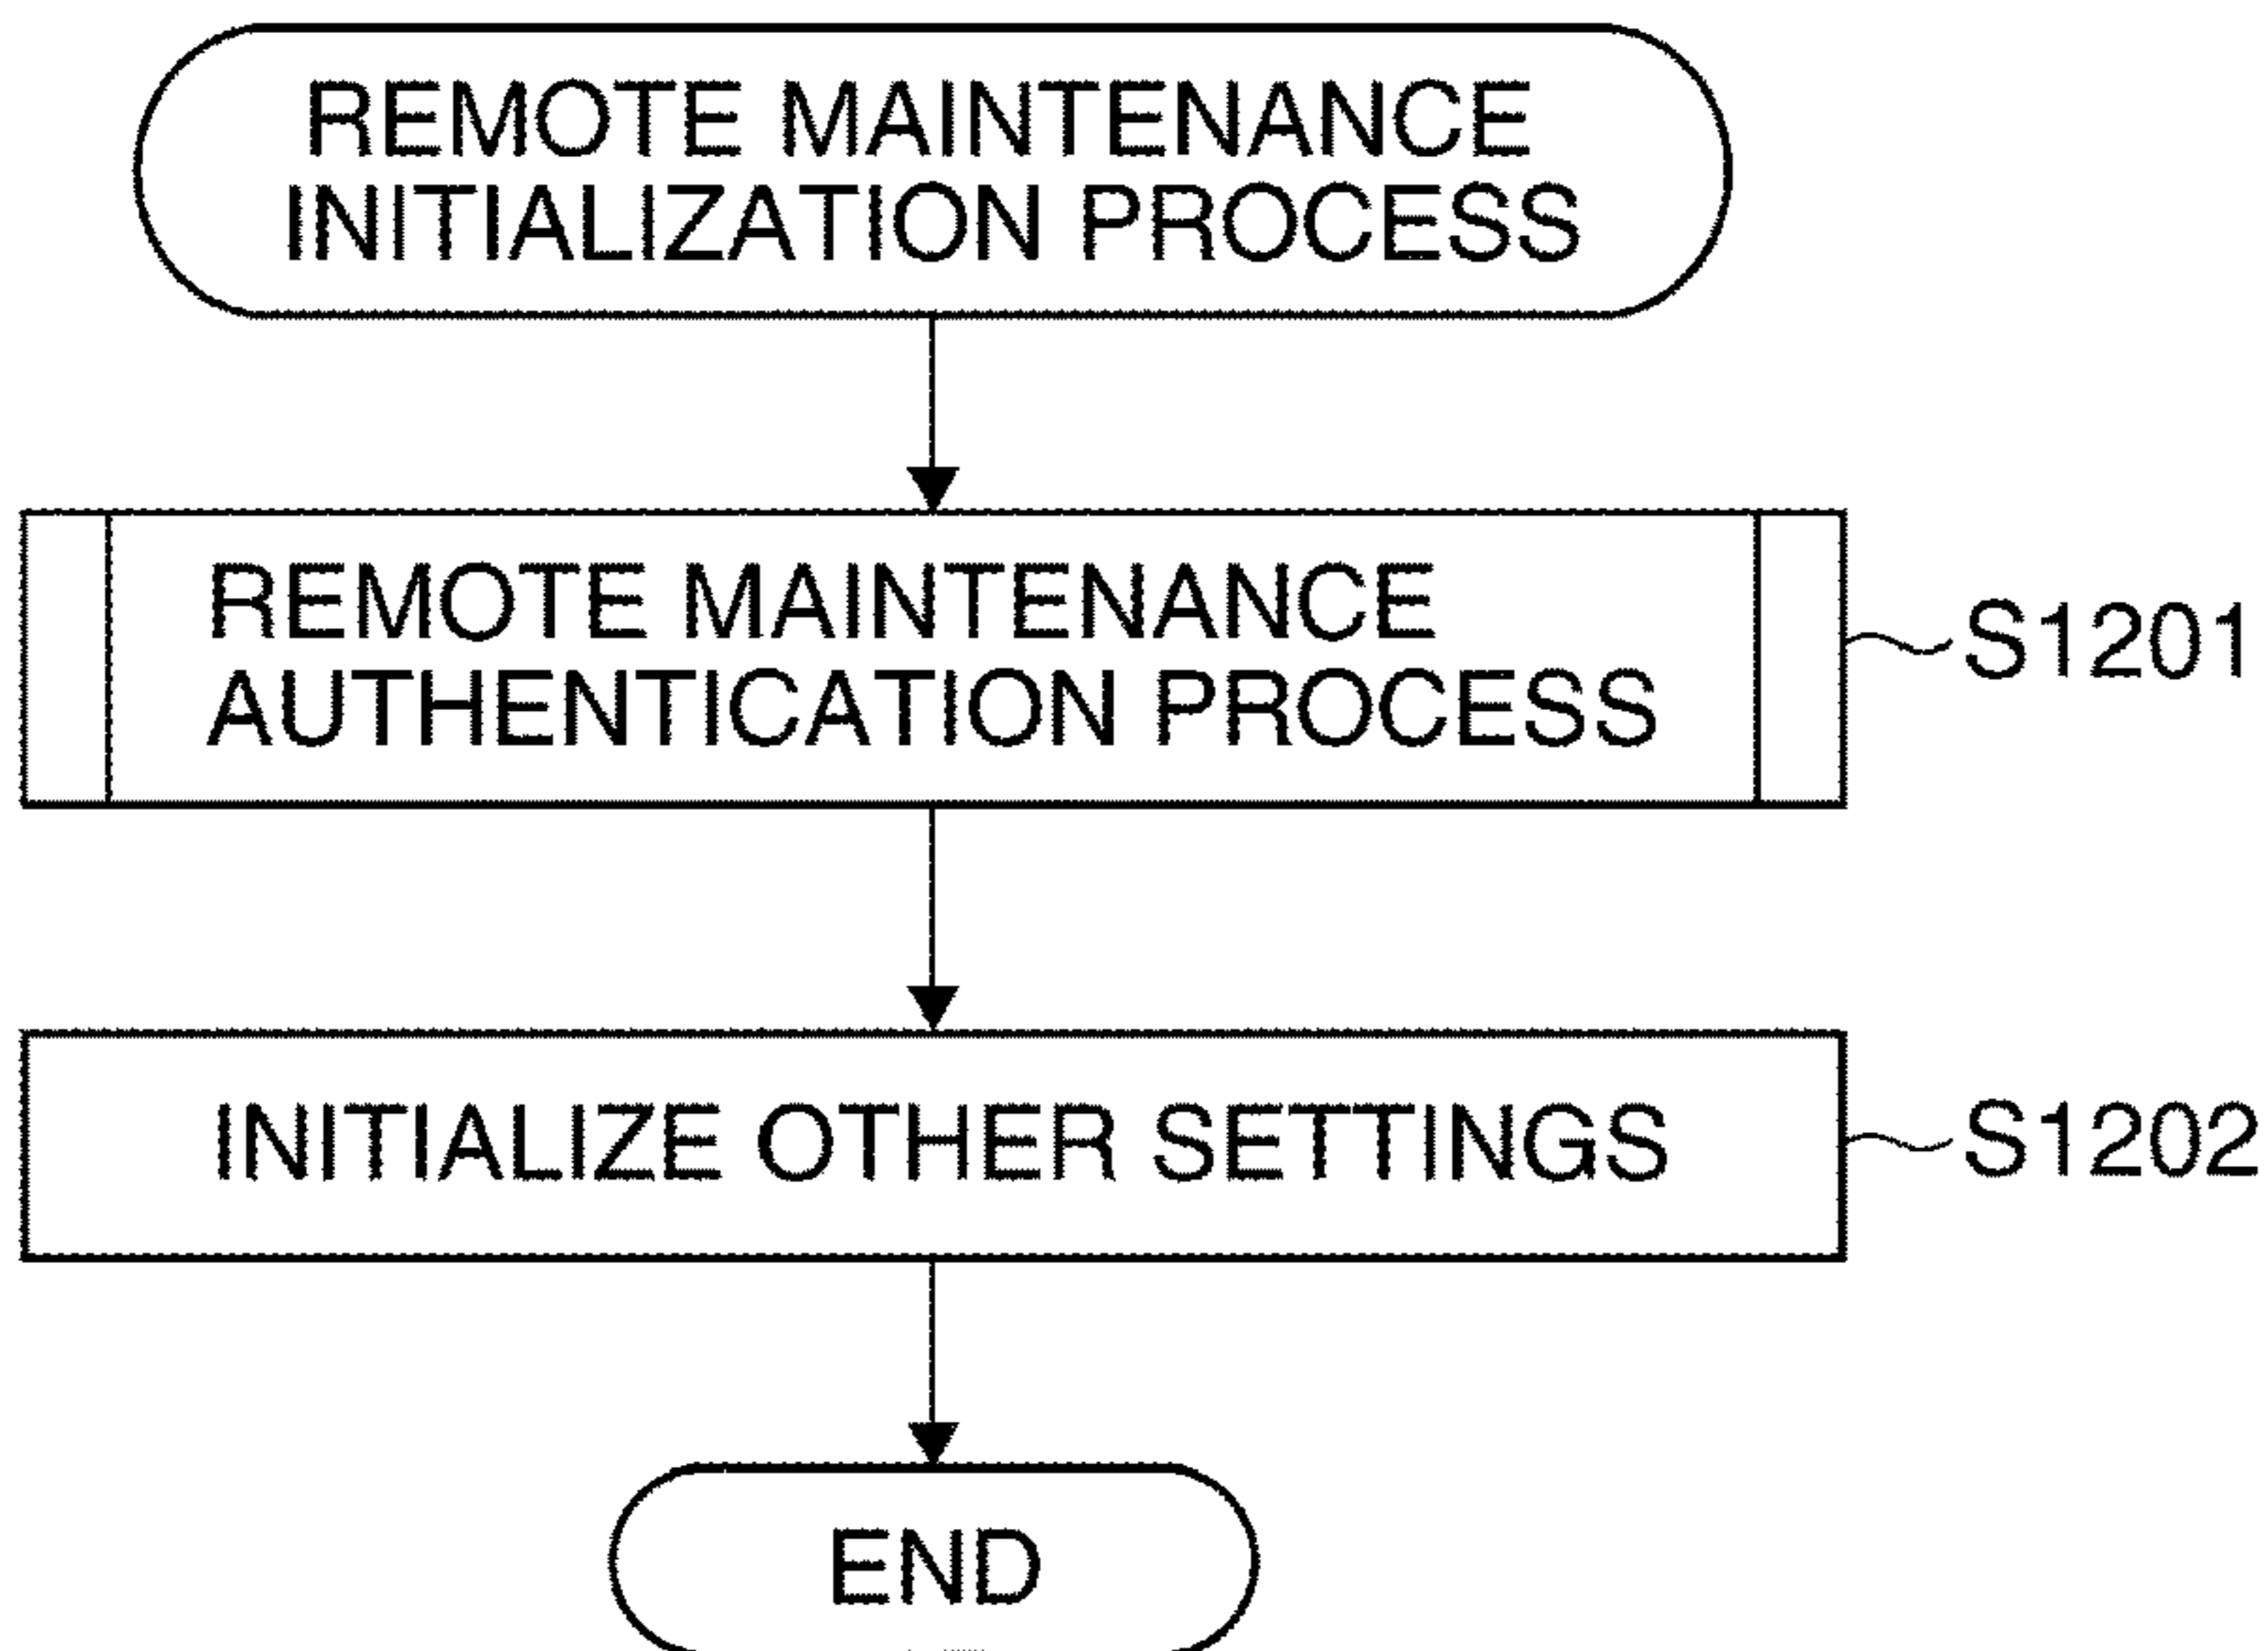 REMOTE MAINTENANCE
INITIALIZATION PROCESS
REMOTE MAINTENANCE
AUTHENTICATION PROCESS
S1201
INITIALIZE OTHER SETTINGS
S1202
END